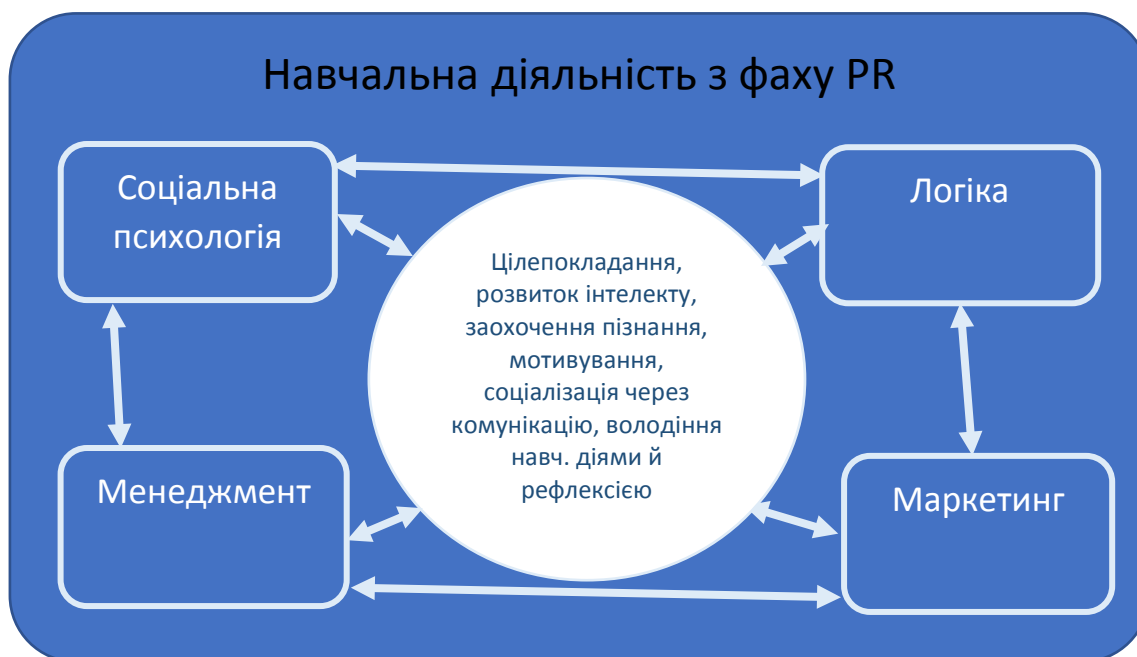 Навчальна діяльність з фаху PR
Соціальна
психологія
Логіка
Цілепокладання,
розвиток інтелекту,
заохочення пізнання,
мотивування,
соціалізація через
комунікацію, володіння
навч. діями й
рефлексією
Менеджмент
Маркетинг